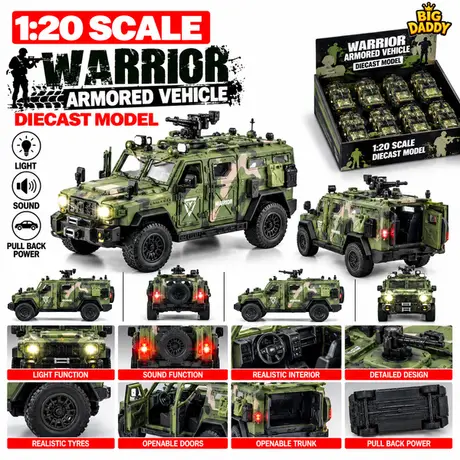 1:20 SCALE
WARRIOR
ARMORED VEHICLE
DIECAST MODEL
BIG
DADDY
WARRIOR
ARMORED VEHICLE
DIECAST MODEL
1:20 SCALE
DIECAST MODEL
LIGHT
SOUND
PULL BACK
POWER
LIGHT FUNCTION
SOUND FUNCTION
REALISTIC INTERIOR
DETAILED DESIGN
REALISTIC TYRES
OPENABLE DOORS
OPENABLE TRUNK
PULL BACK POWER